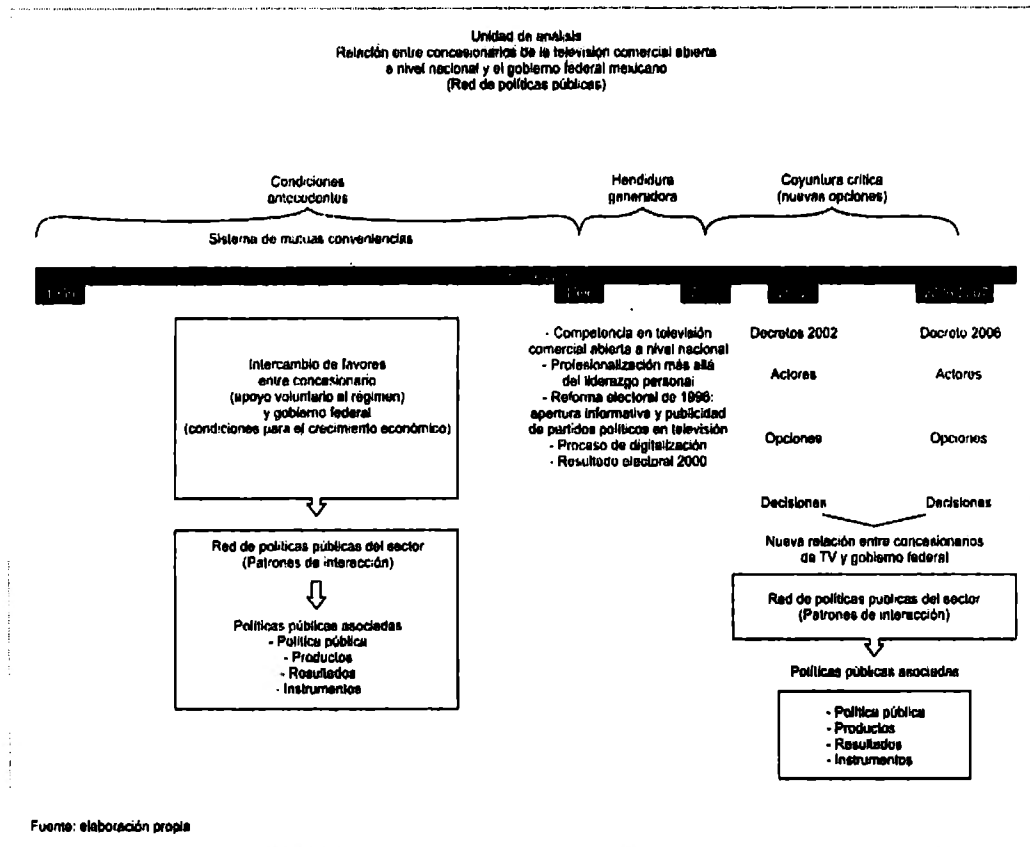 Unidad de análisis
Relación entre concesionarios de la televisión comercial abierta
a nivel nacional y el gobierno federal mexicano
(Red de políticas públicas)
Condiciones
antecedentes
Hendidura
generadora
Coyuntura crítica
(nuevas opciones)
Sistema de mutuas conveniencias
Intercambio de favores
entre concesionario
(apoyo voluntario al régimen)
y gobierno federal
(condiciones para el crecimiento económico)
Red de políticas públicas del sector
(Patrones de interacción)
Políticas públicas asociadas
- Política pública
- Productos
- Resultados
- Instrumentos
- Competencia en televisión
comercial abierta a nivel nacional
- Profesionalización más allá
del liderazgo personal
- Reforma electoral de 1996:
apertura informativa y publicidad
de partidos políticos en televisión
- Proceso de digitalización
- Resultado electoral 2000
Decretos 2002
Actores
Opciones
Decisiones
Decreto 2006
Actores
Opciones
Decisiones
Nueva relación entre concesionarios
de TV y gobierno federal
Red de políticas publicas del sector
(Patrones de interacción)
Políticas públicas asociadas
- Política pública
- Productos
- Resultados
- Instrumentos
Fuente: elaboración propia